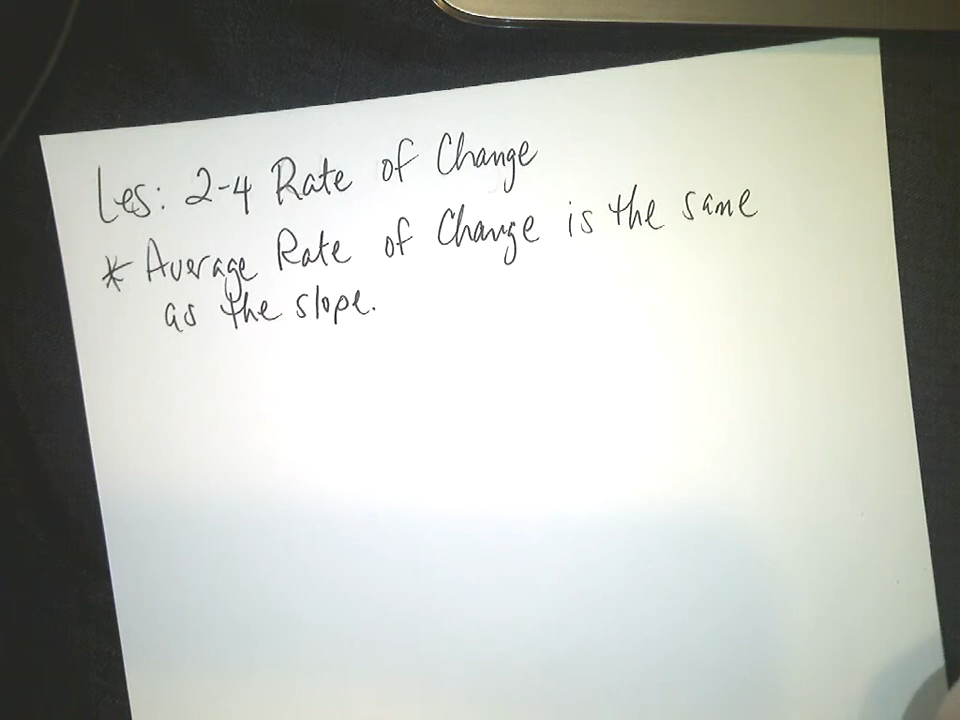 Les: 2-4 Rate of Change
* Average Rate of Change is the same
as the slope.